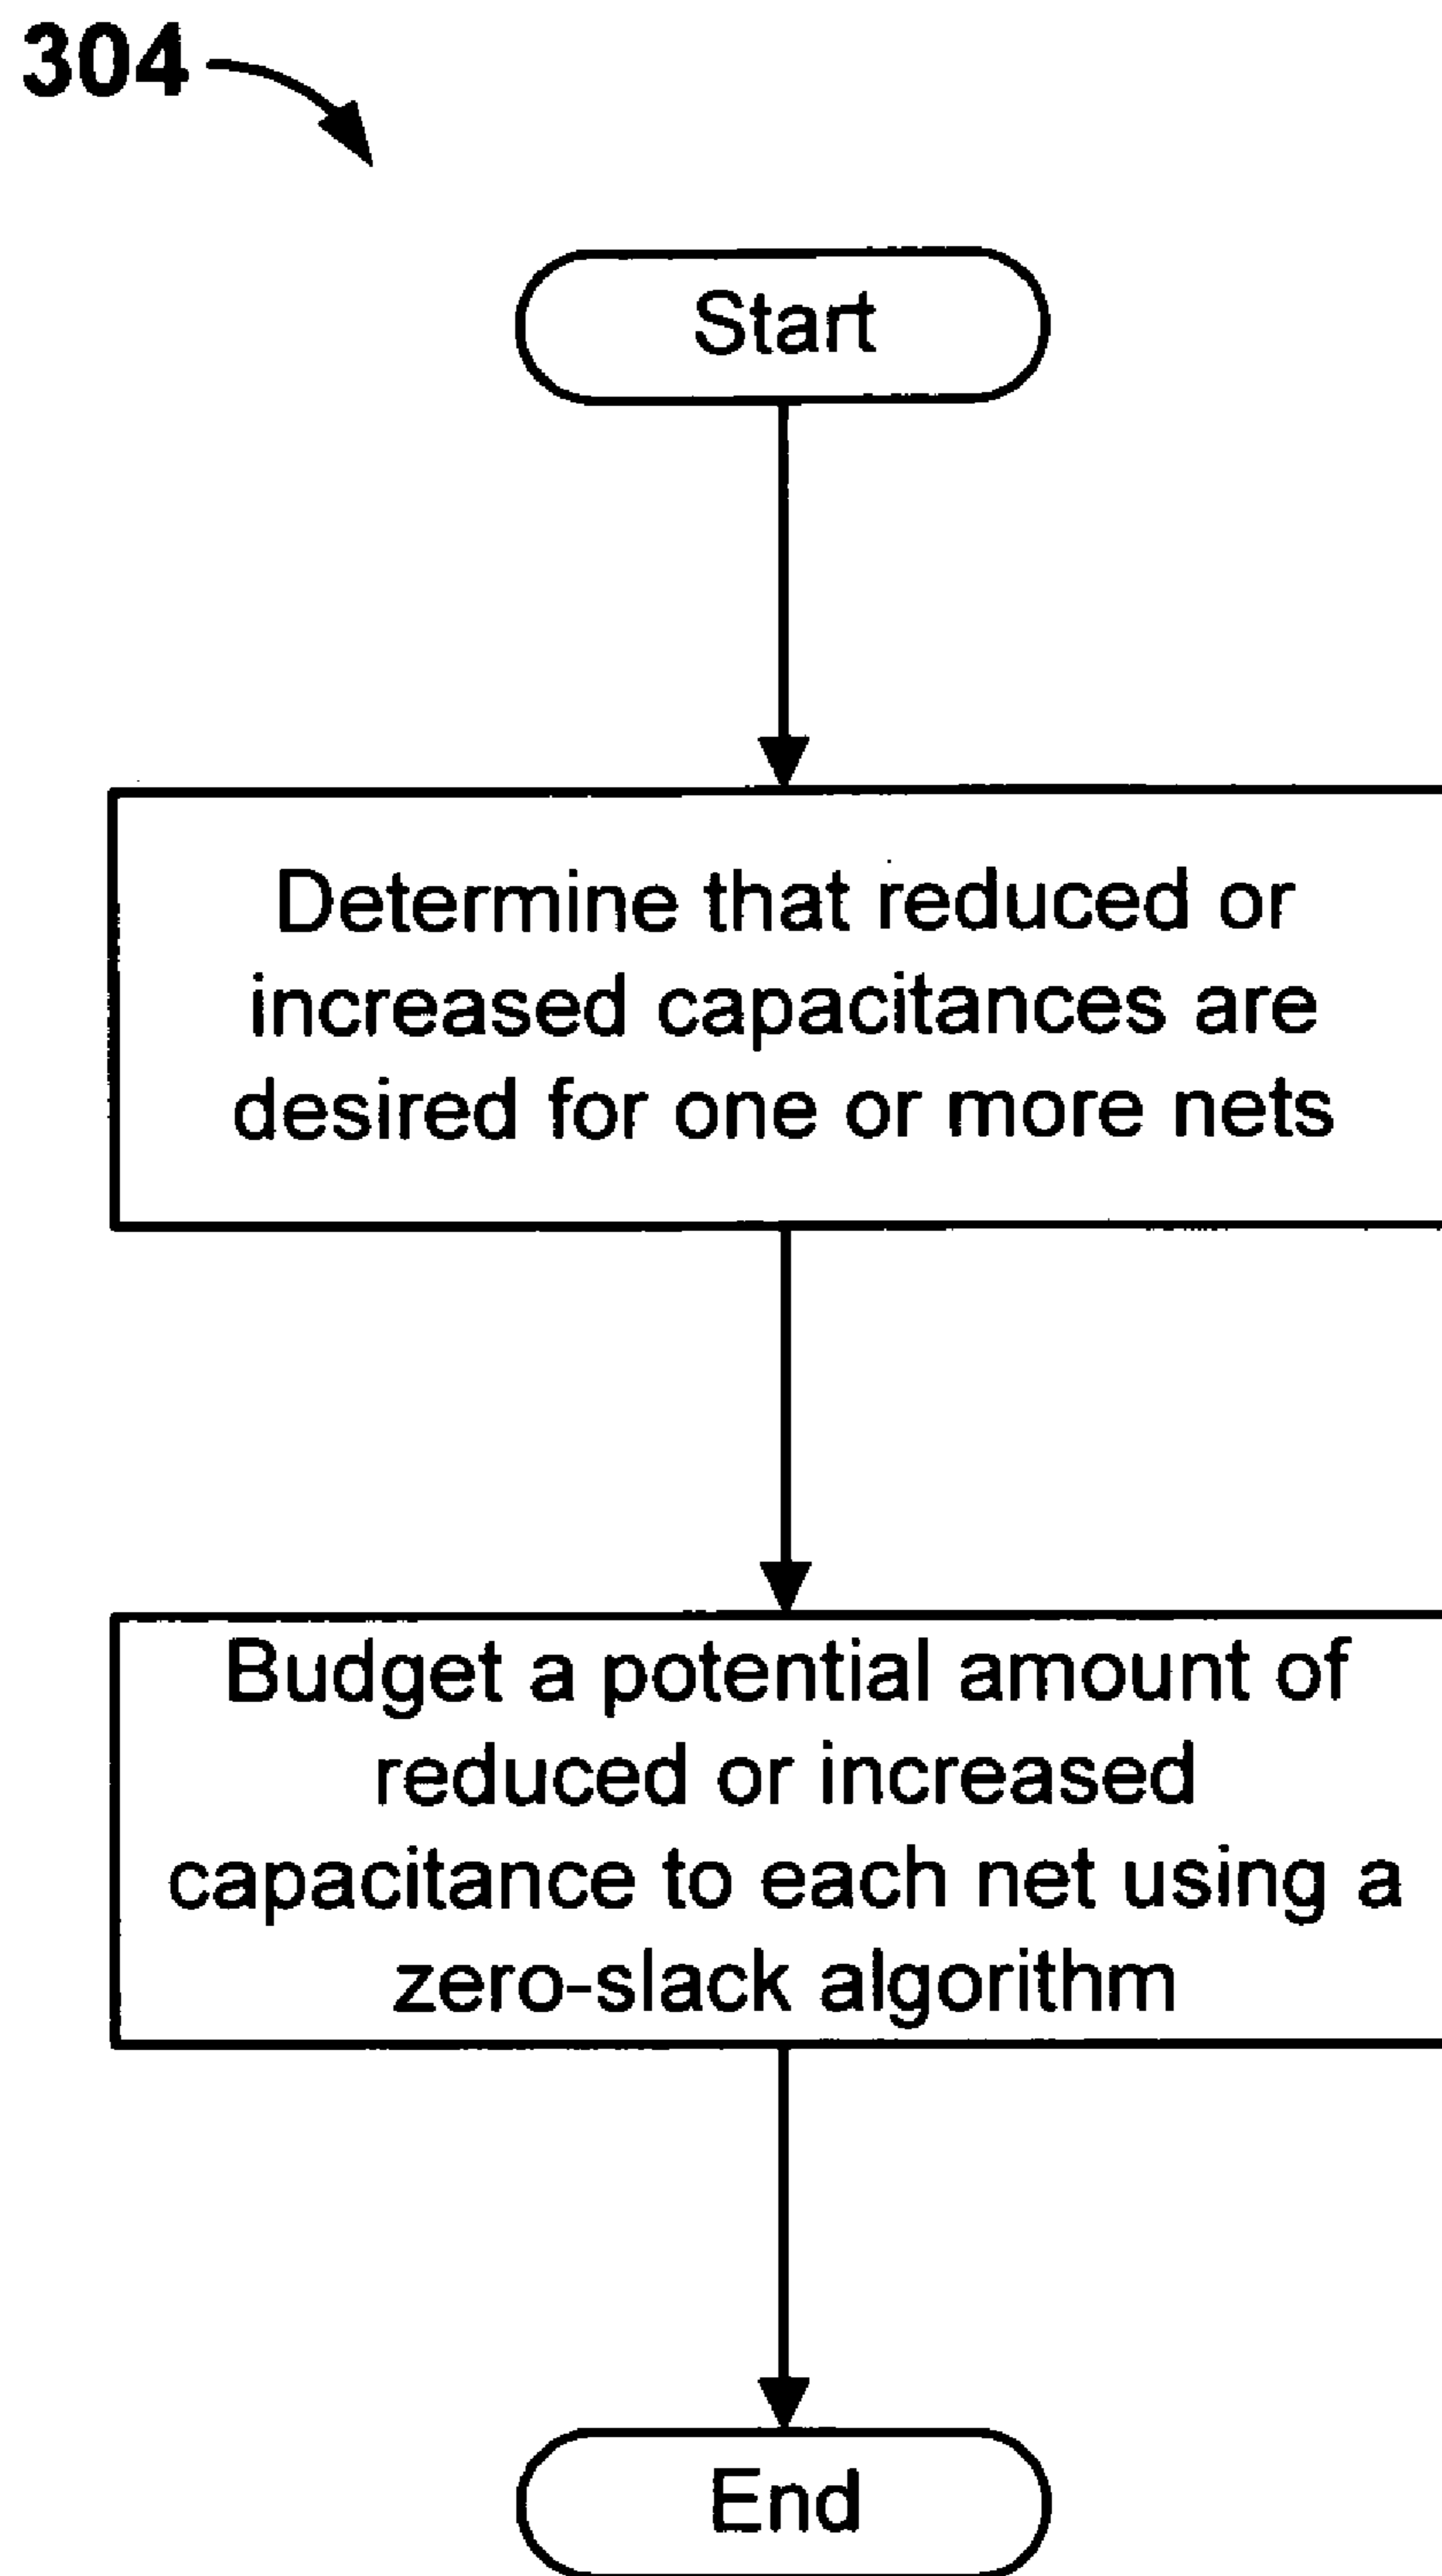 304
Start
Determine that reduced or
increased capacitances are
desired for one or more nets
Budget a potential amount of
reduced or increased
capacitance to each net using a
zero-slack algorithm
End